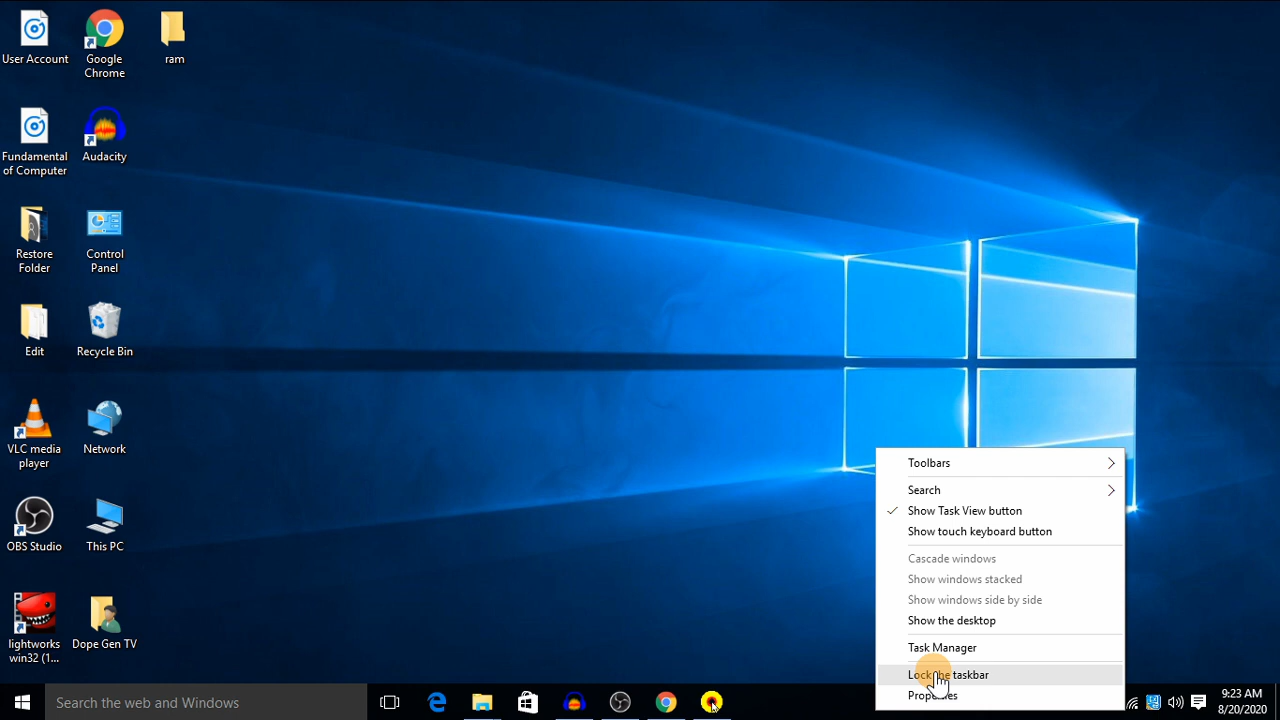 User Account
Google
Chrome
ram
Fundamental
of Computer
Audacity
Restore
Folder
Control
Panel
Edit
Recycle Bin
VLC media
player
Network
OBS Studio
This PC
lightworks
win32 (1...
Dope Gen TV
Toolbars
Search
Show Task View button
Show touch keyboard button
Cascade windows
Show windows stacked
Show windows side by side
Show the desktop
Task Manager
Lock the taskbar
Properties
Search the web and Windows
9:23 AM
8/20/2020